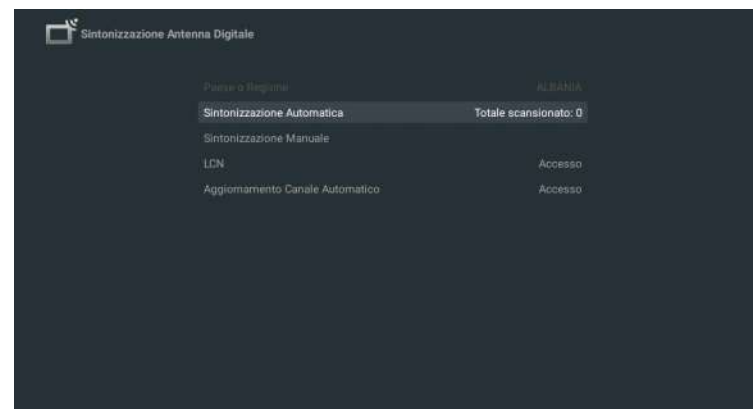 Sintonizzazione Antenna Digitale
Paese o Regione ALBANIA
Sintonizzazione Automatica Totale scansionato: 0
Sintonizzazione Manuale
LCN Accesso
Aggiornamento Canale Automatico Accesso